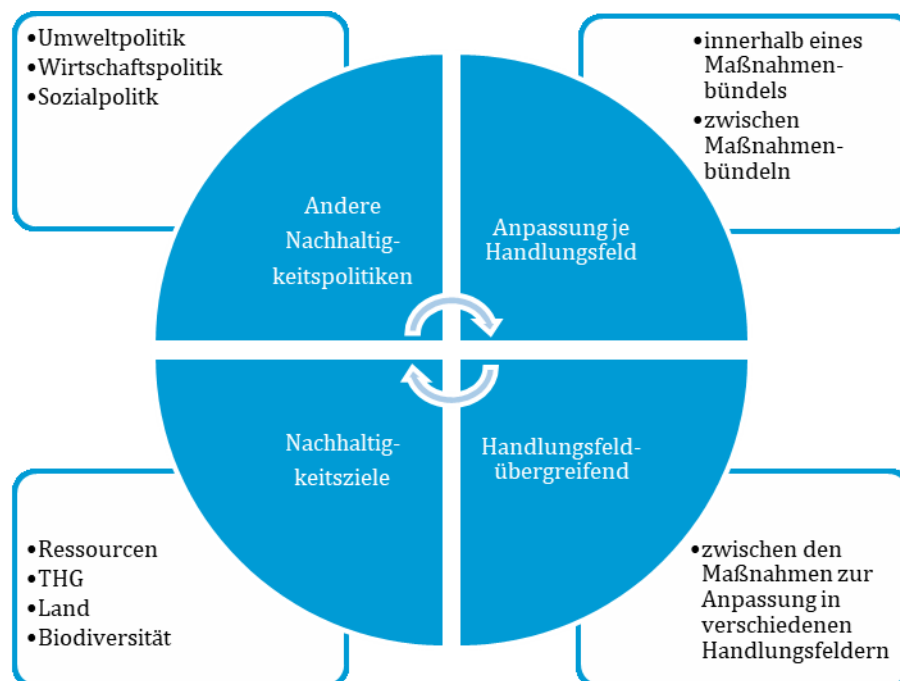 •Umweltpolitik
•Wirtschaftspolitik
•Sozialpolitk
•innerhalb eines
Maßnahmen-
bündels
•zwischen
Maßnahmen-
bündeln
Andere
Nachhaltig-
keitspolitiken
Anpassung je
Handlungsfeld
Nachhaltig-
keitsziele
Handlungsfeld-
übergreifend
•Ressourcen
•THG
•Land
•Biodiversität
•zwischen den
Maßnahmen zur
Anpassung in
verschiedenen
Handlungsfeldern